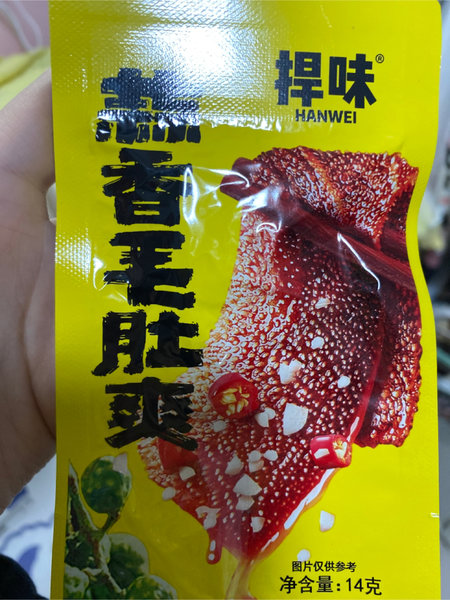 捍味®
HANWEI
香毛肚爽
图片仅供参考
净含量:14克